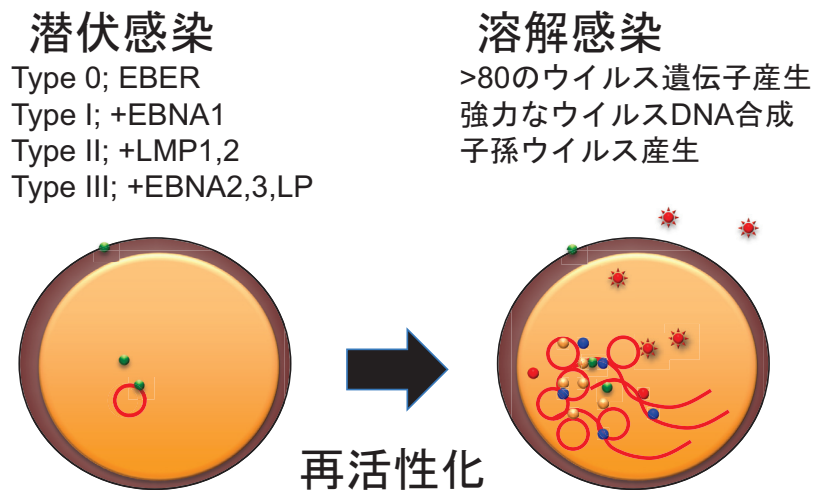 潜伏感染
Type 0; EBER
Type I; +EBNA1
Type II; +LMP1,2
Type III; +EBNA2,3,LP
溶解感染
>80のウイルス遺伝子産生
強力なウイルスDNA合成
子孫ウイルス産生
再活性化